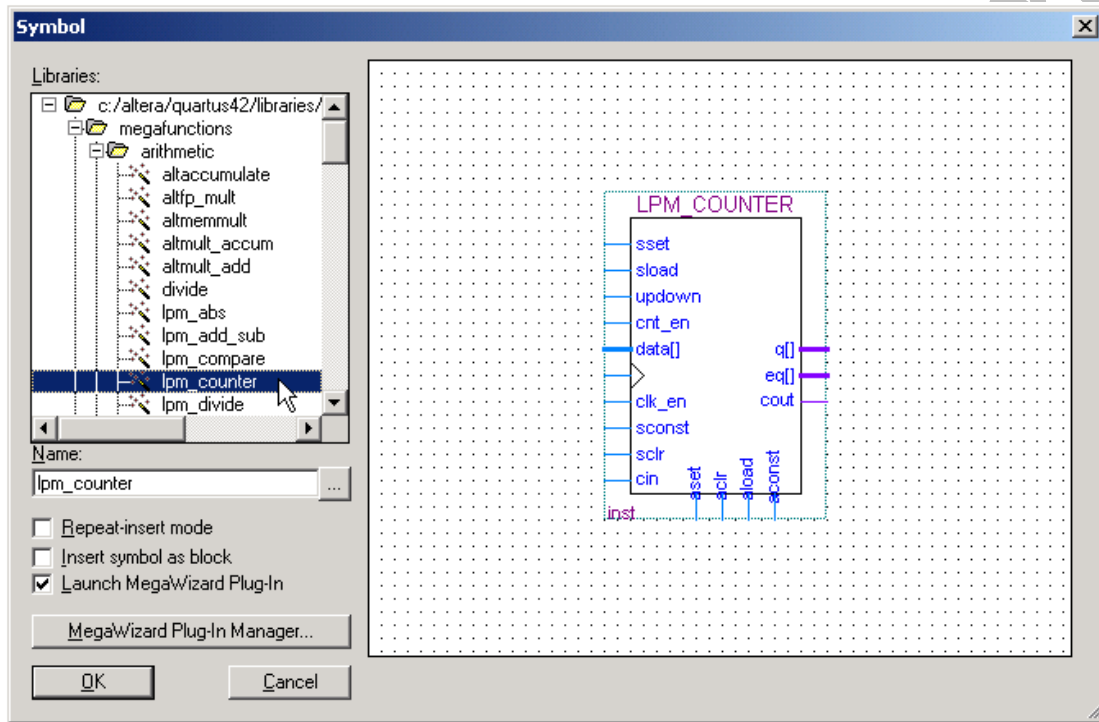 Symbol
Libraries:
c:/altera/quartus42/libraries/
megafunctions
arithmetic
altaccumulate
altfp_mult
altmemmult
altmult_accum
altmult_add
divide
lpm_abs
lpm_add_sub
lpm_compare
lpm_counter
lpm_divide
Name:
lpm_counter
...
Repeat-insert mode
Insert symbol as block
Launch MegaWizard Plug-In
MegaWizard Plug-In Manager...
OK
Cancel
LPM_COUNTER
sset
sload
updown
cnt_en
data[]
q[]
eq[]
clk_en
cout
sconst
sclr
cin
aset
aclr
aload
aconst
inst